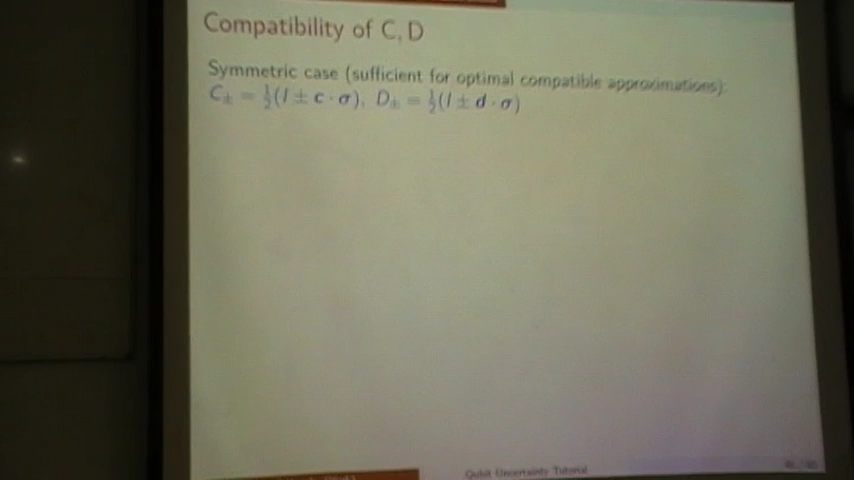 Compatibility of C, D
Symmetric case (sufficient for optimal compatible approximations):
C± = ½(I ± c · σ), D± = ½(I ± d · σ)
Qubit Uncertainty Tutorial